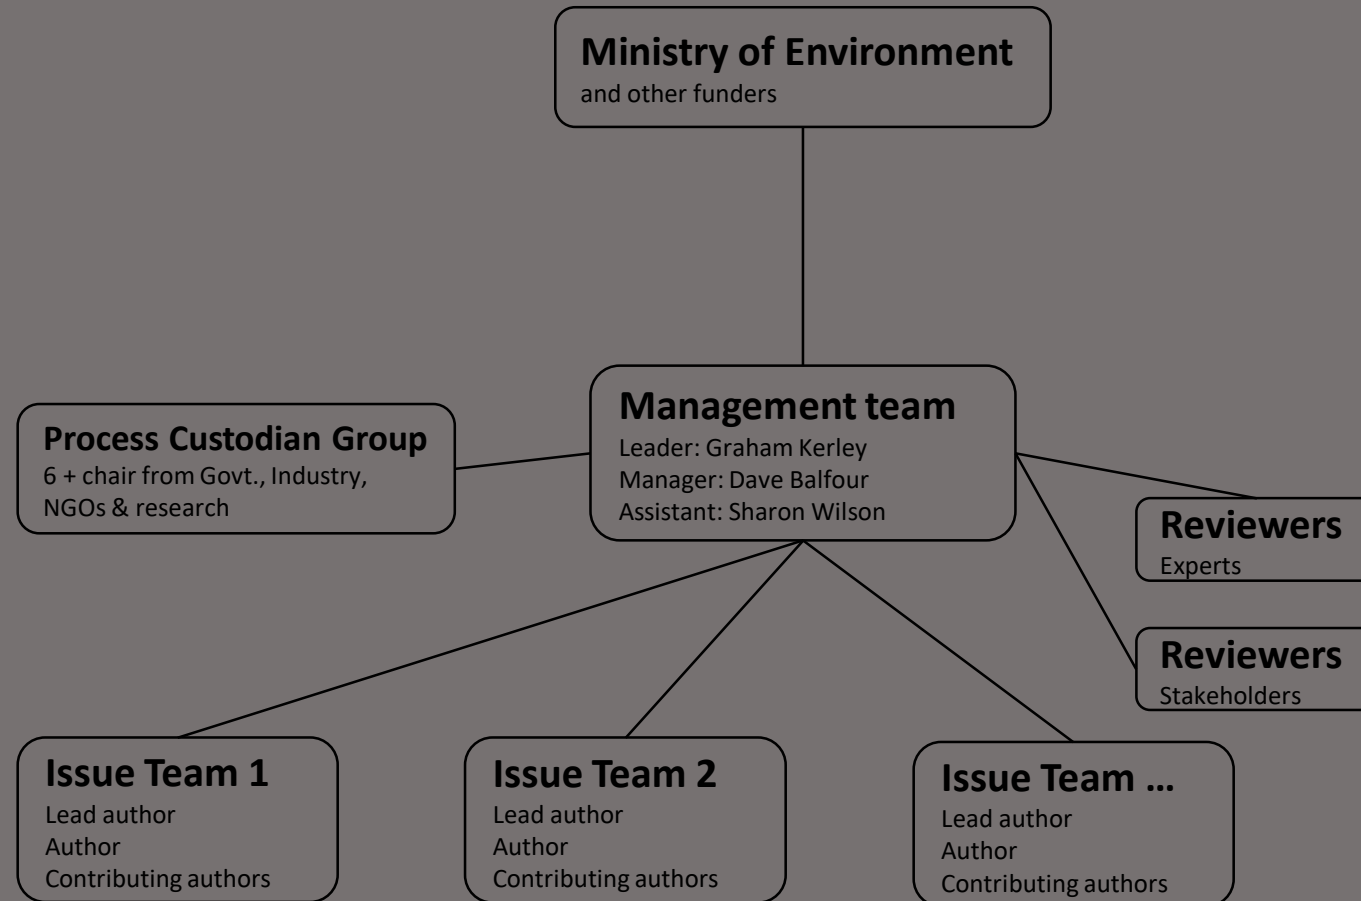 Ministry of Environment
and other funders
Process Custodian Group
6 + chair from Govt., Industry,
NGOs & research
Management team
Leader: Graham Kerley
Manager: Dave Balfour
Assistant: Sharon Wilson
Reviewers
Experts
Reviewers
Stakeholders
Issue Team 1
Lead author
Author
Contributing authors
Issue Team 2
Lead author
Author
Contributing authors
Issue Team ...
Lead author
Author
Contributing authors